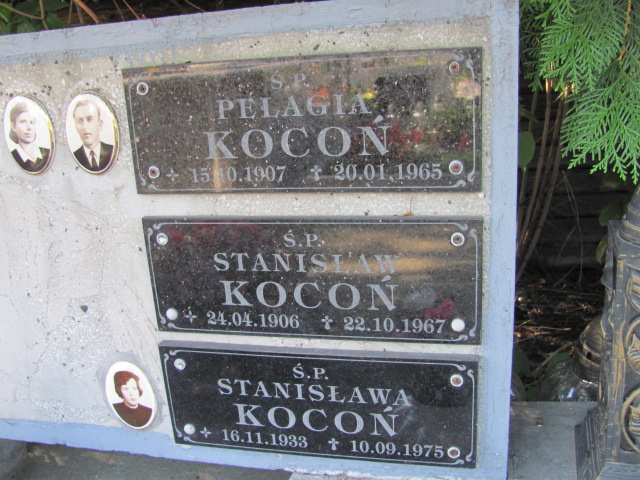 Ś.P.
PELAGIA
KOCOŃ
15.10.1907 20.01.1965
Ś.P.
STANISŁAW
KOCOŃ
24.04.1906 22.10.1967
Ś.P.
STANISŁAWA
KOCOŃ
16.11.1933 10.09.1975